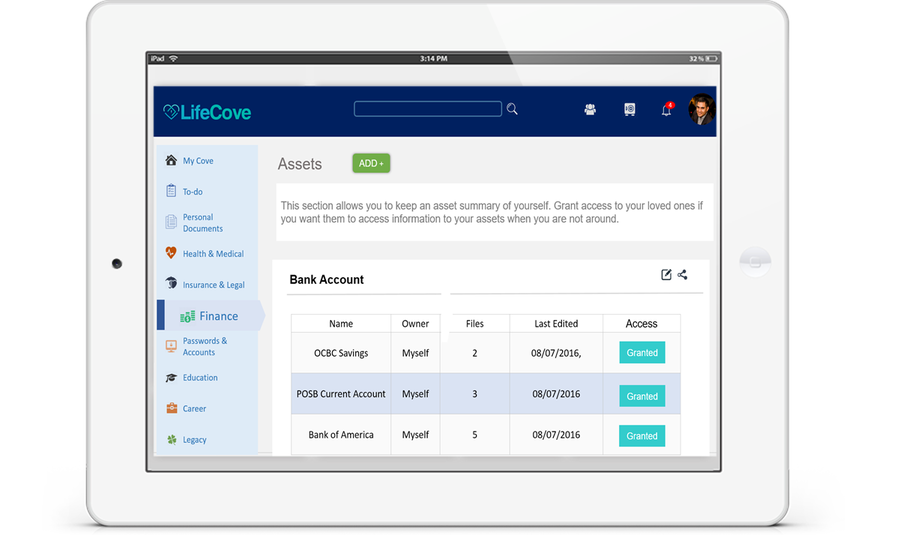 iPad 3:14 PM 32%
LifeCove
4
My Cove
To-do
Personal
Documents
Health & Medical
Insurance & Legal
Finance
Passwords &
Accounts
Education
Career
Legacy
Assets ADD +
This section allows you to keep an asset summary of yourself. Grant access to your loved ones if
you want them to access information to your assets when you are not around.
Bank Account
Name Owner Files Last Edited Access
OCBC Savings Myself 2 08/07/2016, Granted
POSB Current Account Myself 3 08/07/2016 Granted
Bank of America Myself 5 08/07/2016 Granted